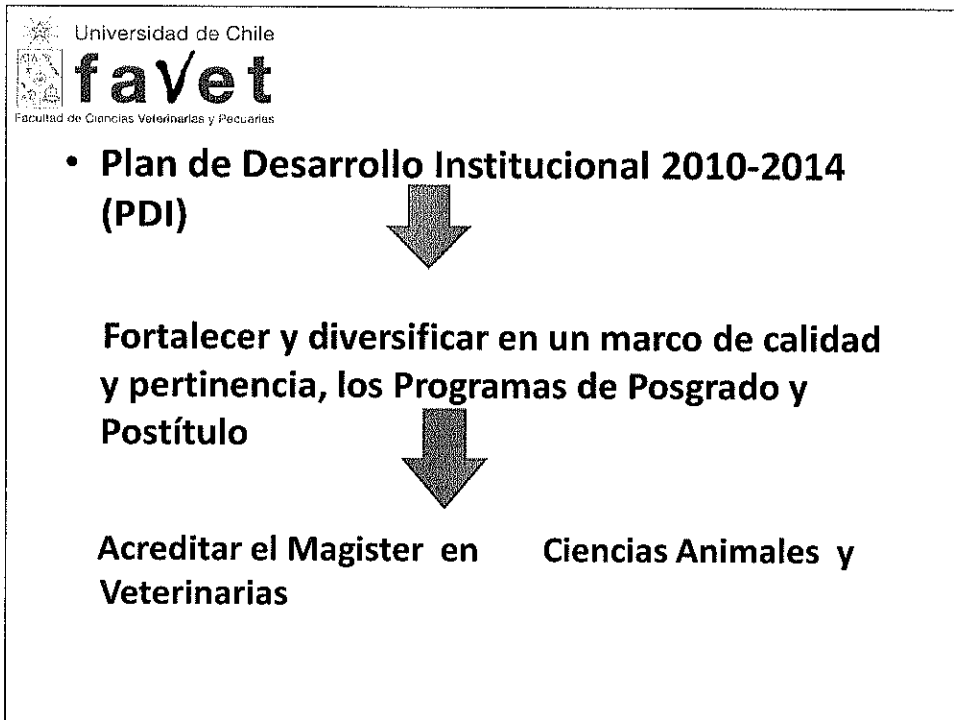 Universidad de Chile
faVet
Facultad de Ciencias Veterinarias y Pecuarias
• Plan de Desarrollo Institucional 2010-2014
(PDI)
Fortalecer y diversificar en un marco de calidad
y pertinencia, los Programas de Posgrado y
Postítulo
Acreditar el Magister en Ciencias Animales y
Veterinarias